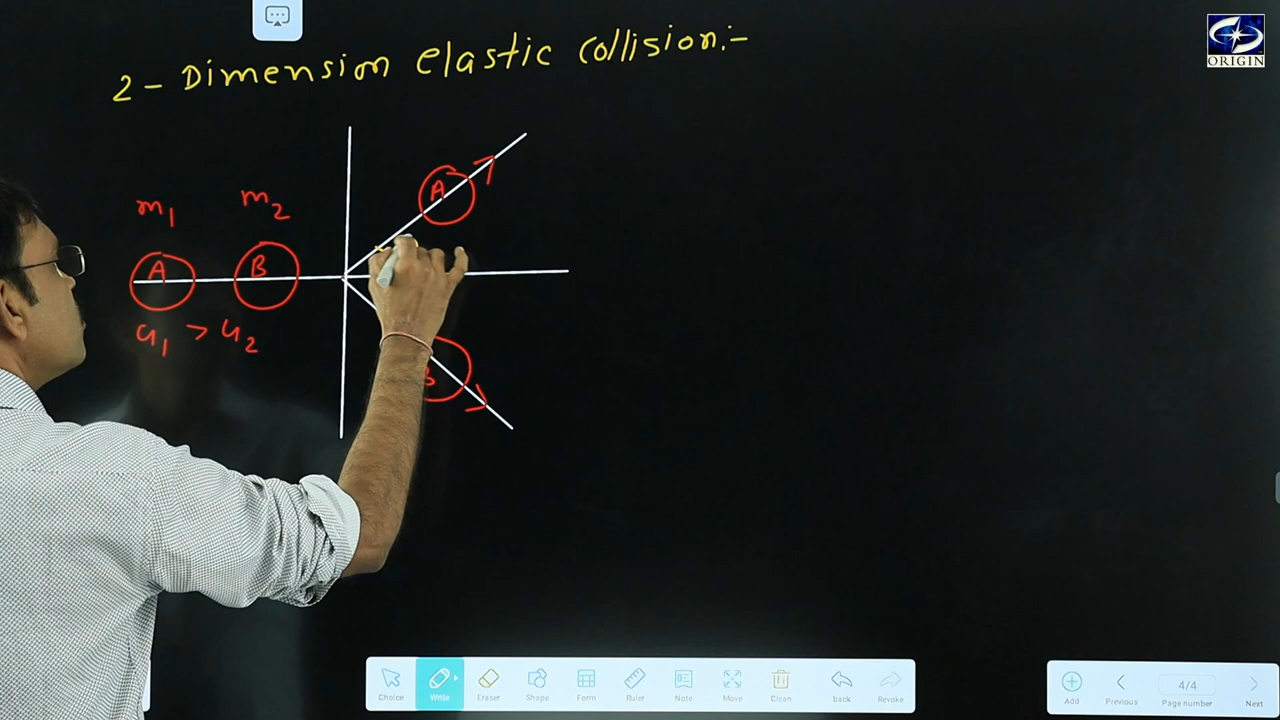 2 - Dimension elastic collision:-
ORIGIN
m1 m2
A B
u1 > u2
A
B
Choice Write Eraser Shape Form Ruler Note Move Clean back Revoke
Add Previous 4/4 Page number Next